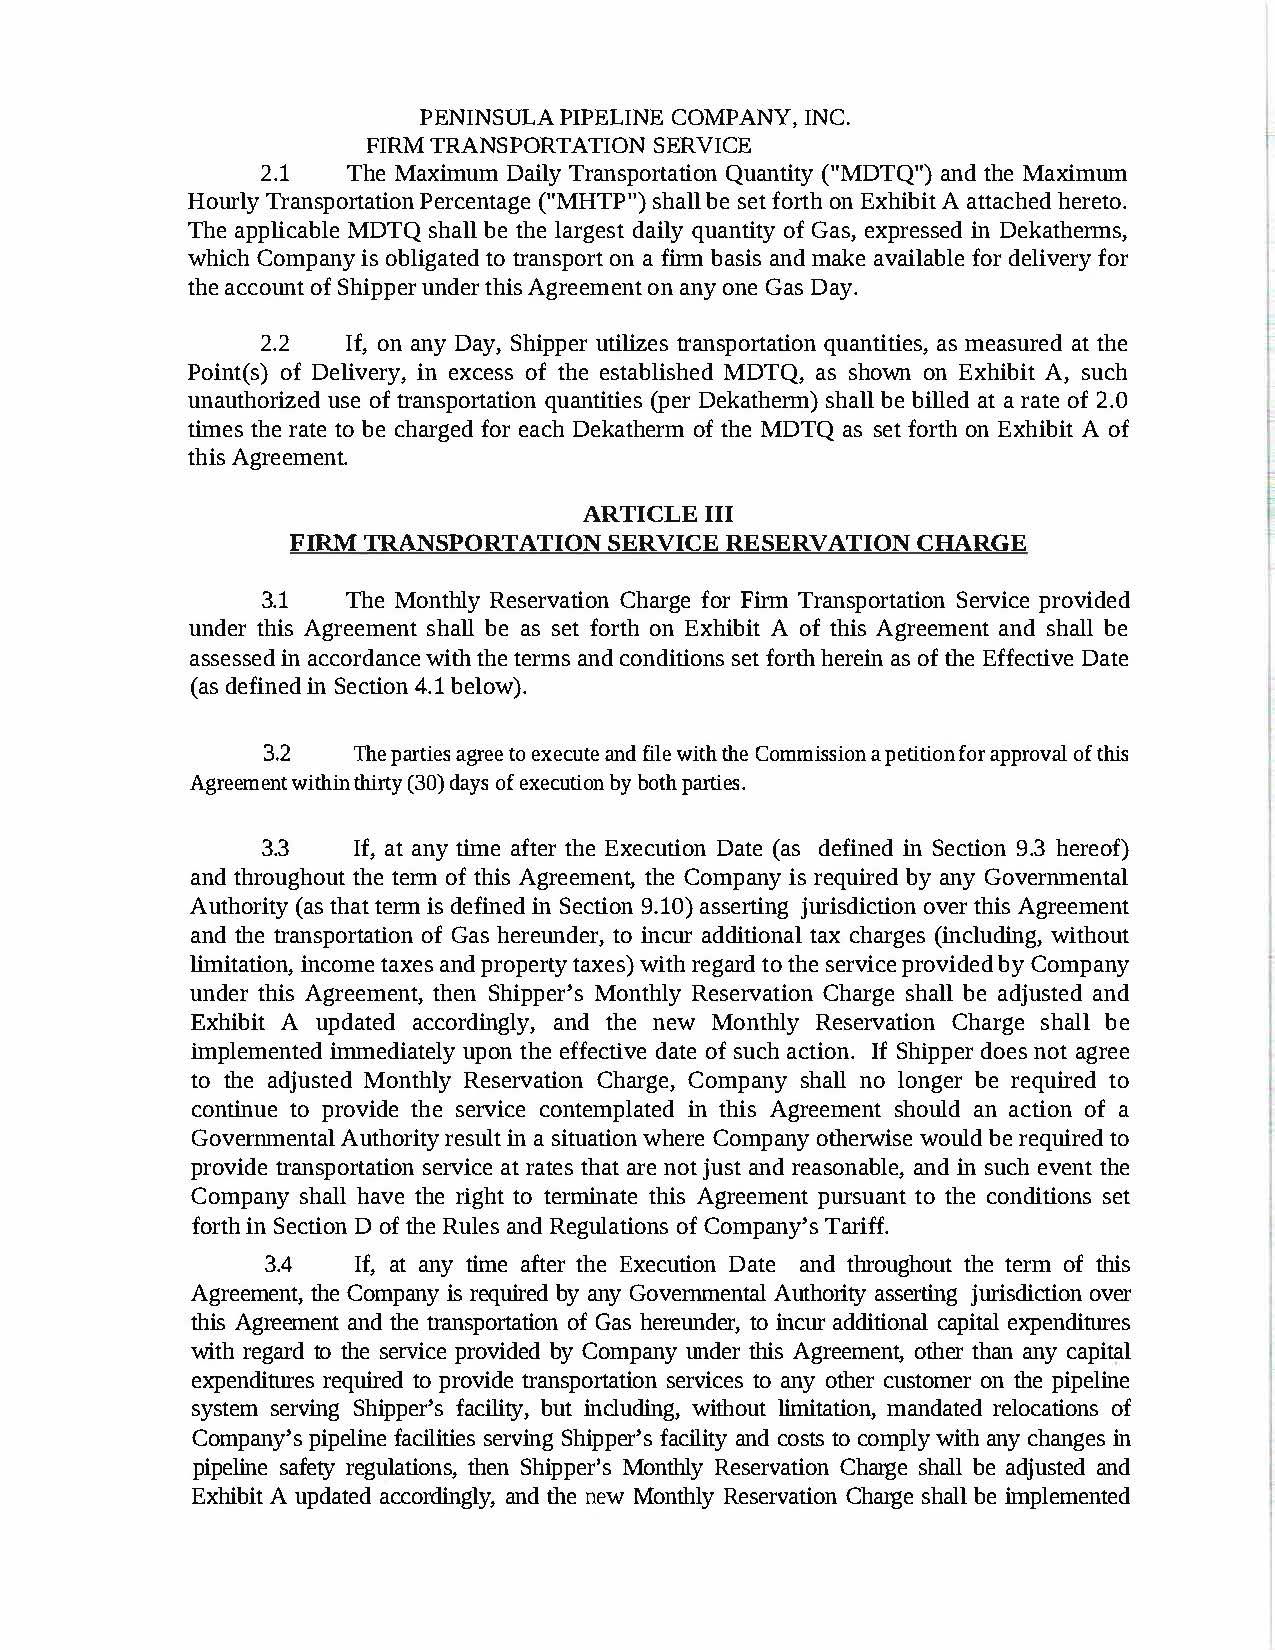 PENINSULA PIPELINE COMPANY, INC.
FIRM TRANSPORTATION SERVICE
2.1 The Maximum Daily Transportation Quantity ("MDTQ") and the Maximum
Hourly Transportation Percentage ("MHTP") shall be set forth on Exhibit A attached hereto.
The applicable MDTQ shall be the largest daily quantity of Gas, expressed in Dekatherms,
which Company is obligated to transport on a firm basis and make available for delivery for
the account of Shipper under this Agreement on any one Gas Day.
2.2 If, on any Day, Shipper utilizes transportation quantities, as measured at the
Point(s) of Delivery, in excess of the established MDTQ, as shown on Exhibit A, such
unauthorized use of transportation quantities (per Dekatherm) shall be billed at a rate of 2.0
times the rate to be charged for each Dekatherm of the MDTQ as set forth on Exhibit A of
this Agreement.
ARTICLE III
FIRM TRANSPORTATION SERVICE RESERVATION CHARGE
3.1 The Monthly Reservation Charge for Firm Transportation Service provided
under this Agreement shall be as set forth on Exhibit A of this Agreement and shall be
assessed in accordance with the terms and conditions set forth herein as of the Effective Date
(as defined in Section 4.1 below).
3.2 The parties agree to execute and file with the Commission a petition for approval of this
Agreement within thirty (30) days of execution by both parties.
3.3 If, at any time after the Execution Date (as defined in Section 9.3 hereof)
and throughout the term of this Agreement, the Company is required by any Governmental
Authority (as that term is defined in Section 9.10) asserting jurisdiction over this Agreement
and the transportation of Gas hereunder, to incur additional tax charges (including, without
limitation, income taxes and property taxes) with regard to the service provided by Company
under this Agreement, then Shipper’s Monthly Reservation Charge shall be adjusted and
Exhibit A updated accordingly, and the new Monthly Reservation Charge shall be
implemented immediately upon the effective date of such action. If Shipper does not agree
to the adjusted Monthly Reservation Charge, Company shall no longer be required to
continue to provide the service contemplated in this Agreement should an action of a
Governmental Authority result in a situation where Company otherwise would be required to
provide transportation service at rates that are not just and reasonable, and in such event the
Company shall have the right to terminate this Agreement pursuant to the conditions set
forth in Section D of the Rules and Regulations of Company’s Tariff.
3.4 If, at any time after the Execution Date and throughout the term of this
Agreement, the Company is required by any Governmental Authority asserting jurisdiction over
this Agreement and the transportation of Gas hereunder, to incur additional capital expenditures
with regard to the service provided by Company under this Agreement, other than any capital
expenditures required to provide transportation services to any other customer on the pipeline
system serving Shipper’s facility, but including, without limitation, mandated relocations of
Company’s pipeline facilities serving Shipper’s facility and costs to comply with any changes in
pipeline safety regulations, then Shipper’s Monthly Reservation Charge shall be adjusted and
Exhibit A updated accordingly, and the new Monthly Reservation Charge shall be implemented